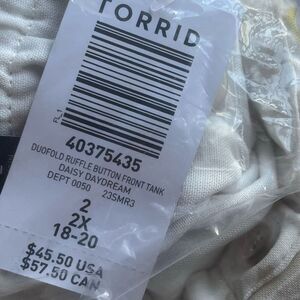 TORRID
PL_1
40375435
DUOFOLD RUFFLE BUTTON FRONT TANK
DAISY DAYDREAM
DEPT 0050 23SMR3
2
2X
18-20
$45.50 USA
$57.50 CAN